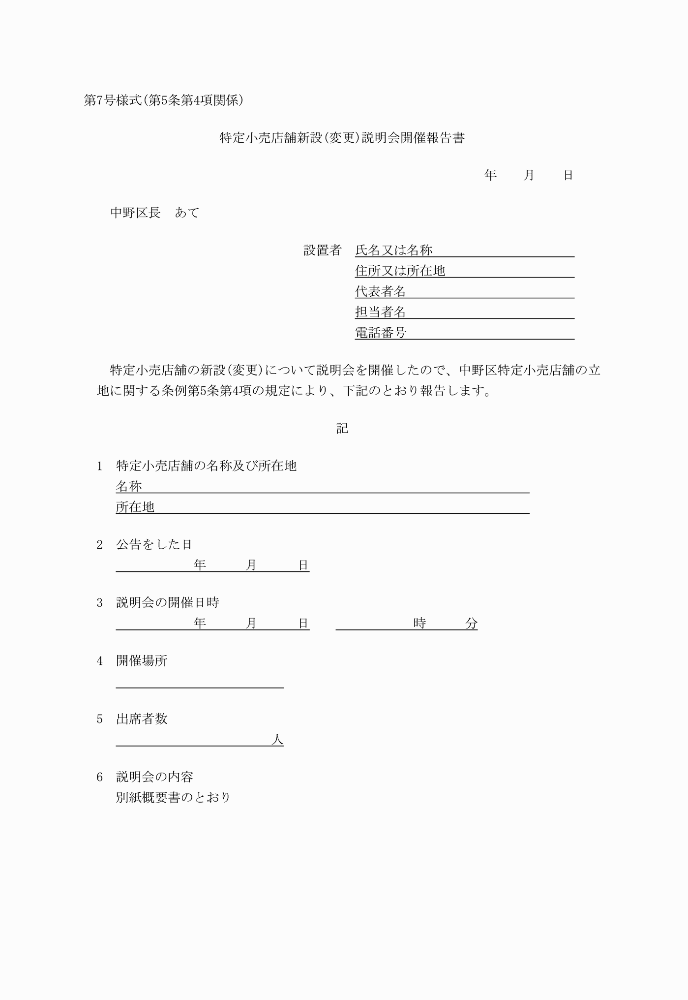 第7号様式(第5条第4項関係)
特定小売店舗新設(変更)説明会開催報告書
年　　月　　日
中野区長　あて
設置者　氏名又は名称
住所又は所在地
代表者名
担当者名
電話番号
特定小売店舗の新設(変更)について説明会を開催したので、中野区特定小売店舗の立
地に関する条例第5条第4項の規定により、下記のとおり報告します。
記
1　特定小売店舗の名称及び所在地
名称
所在地
2　公告をした日
年　　　月　　　日
3　説明会の開催日時
年　　　月　　　日　　　　　　　　時　　　分
4　開催場所
5　出席者数
人
6　説明会の内容
別紙概要書のとおり